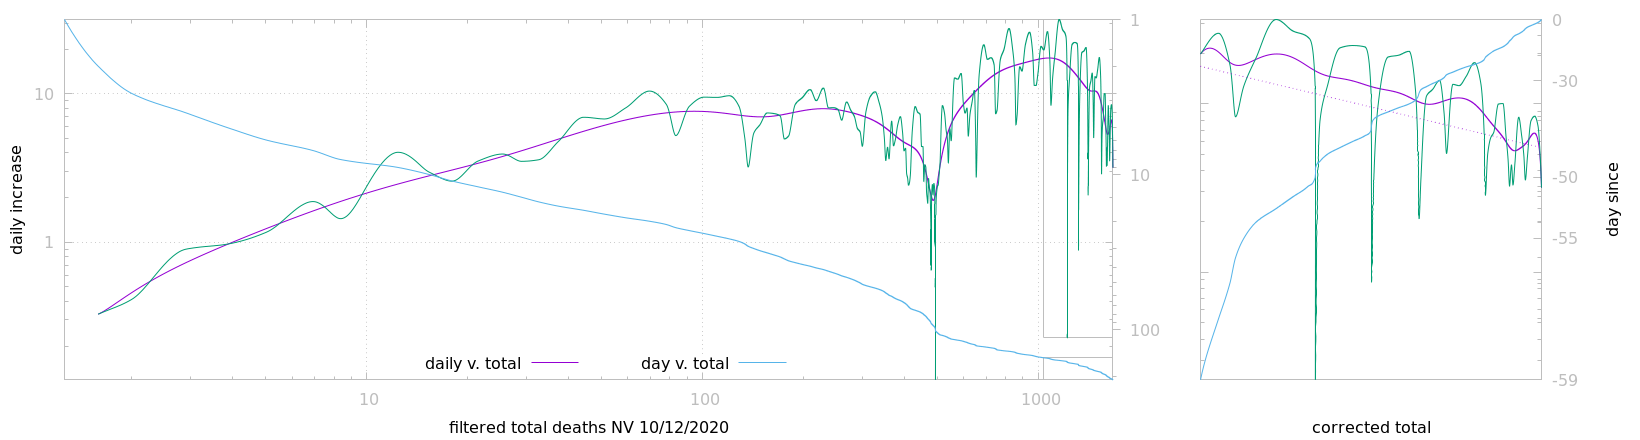 daily increase
10
1
daily v. total
day v. total
10
100
1000
1
10
100
filtered total deaths NV 10/12/2020
0
-30
-50
-55
-59
day since
corrected total